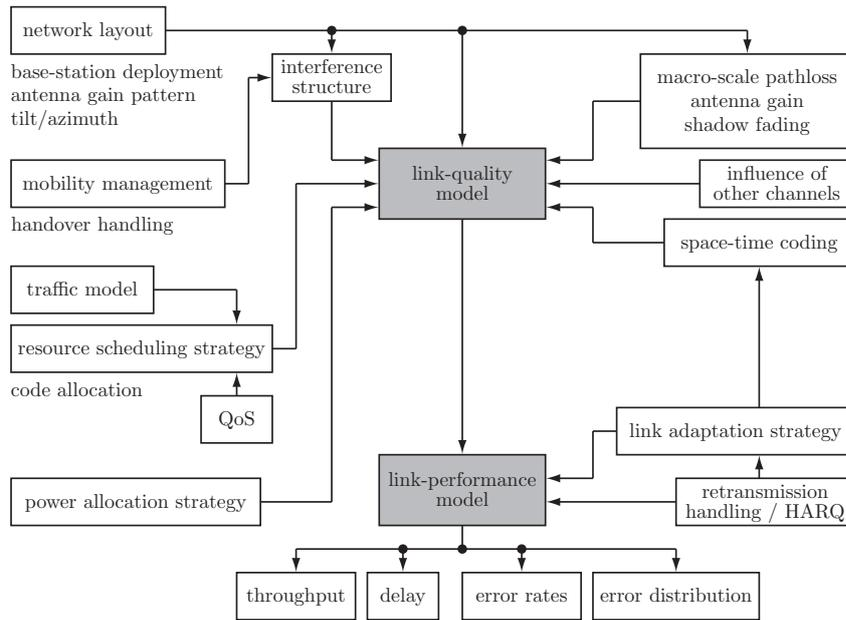 network layout
base-station deployment
antenna gain pattern
tilt/azimuth
interference
structure
macro-scale pathloss
antenna gain
shadow fading
mobility management
handover handling
link-quality
model
influence of
other channels
space-time coding
traffic model
resource scheduling strategy
code allocation
QoS
link adaptation strategy
power allocation strategy
link-performance
model
retransmission
handling / HARQ
throughput
delay
error rates
error distribution